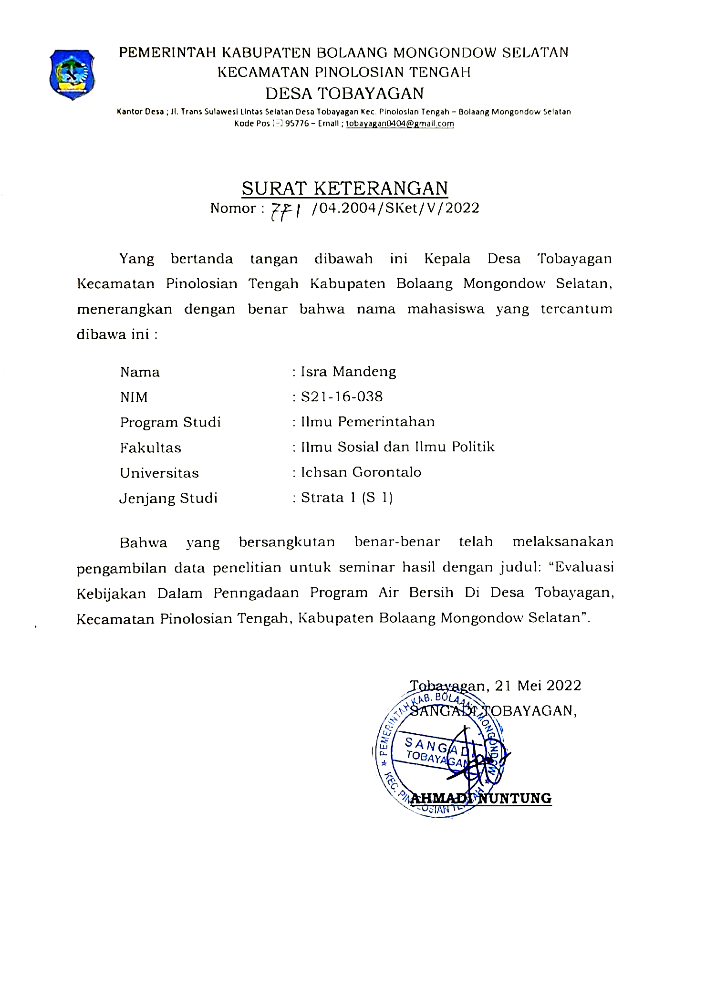 PEMERINTAH KABUPATEN BOLAANG MONGONDOW SELATAN
KECAMATAN PINOLOSIAN TENGAH
DESA TOBAYAGAN
Kantor Desa ; Jl. Trans Sulawesi Lintas Selatan Desa Tobayagan Kec. Pinolosian Tengah – Bolaang Mongondow Selatan
Kode Pos 95776 – Email ; tobayagan0404@gmail.com
SURAT KETERANGAN
Nomor : 771 /04.2004/SKet/V/2022
Yang bertanda tangan dibawah ini Kepala Desa Tobayagan
Kecamatan Pinolosian Tengah Kabupaten Bolaang Mongondow Selatan,
menerangkan dengan benar bahwa nama mahasiswa yang tercantum
dibawa ini :
Nama : Isra Mandeng
NIM : S21-16-038
Program Studi : Ilmu Pemerintahan
Fakultas : Ilmu Sosial dan Ilmu Politik
Universitas : Ichsan Gorontalo
Jenjang Studi : Strata 1 (S 1)
Bahwa yang bersangkutan benar-benar telah melaksanakan
pengambilan data penelitian untuk seminar hasil dengan judul: “Evaluasi
Kebijakan Dalam Penngadaan Program Air Bersih Di Desa Tobayagan,
Kecamatan Pinolosian Tengah, Kabupaten Bolaang Mongondow Selatan”.
Tobayagan, 21 Mei 2022
SANGADI TOBAYAGAN,
PEMERINTAH KAB. BOLAANG MONGONDOW
SANGADI
TOBAYAGAN
KEC. PINOLOSIAN TENGAH
AHMADI NUNTUNG